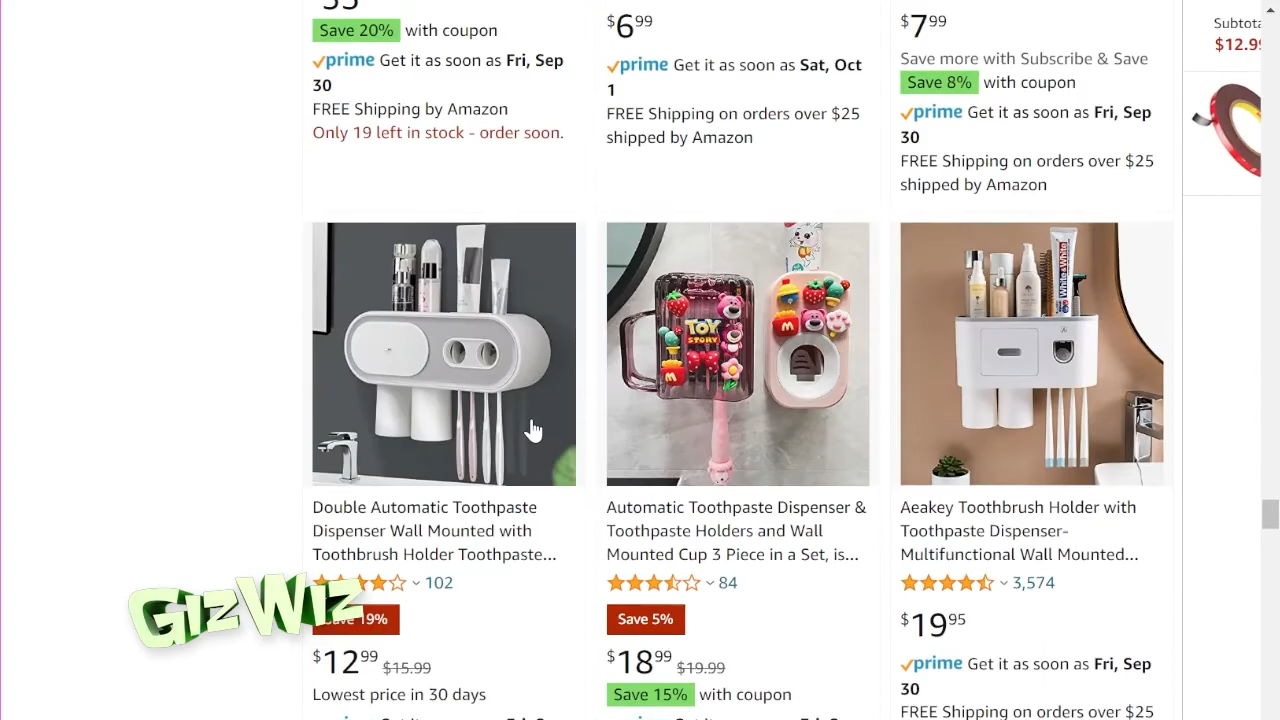 Save 20% with coupon
prime Get it as soon as Fri, Sep
30
FREE Shipping by Amazon
Only 19 left in stock - order soon.
$6 99
prime Get it as soon as Sat, Oct
1
FREE Shipping on orders over $25
shipped by Amazon
$7 99
Save more with Subscribe & Save
Save 8% with coupon
prime Get it as soon as Fri, Sep
30
FREE Shipping on orders over $25
shipped by Amazon
$12.9
TOY
STORY
Double Automatic Toothpaste
Dispenser Wall Mounted with
Toothbrush Holder Toothpaste...
102
19%
$12 99 $15.99
Lowest price in 30 days
Automatic Toothpaste Dispenser &
Toothpaste Holders and Wall
Mounted Cup 3 Piece in a Set, is...
84
Save 5%
$18 99 $19.99
Save 15% with coupon
Aeakey Toothbrush Holder with
Toothpaste Dispenser-
Multifunctional Wall Mounted...
3,574
$19 95
prime Get it as soon as Fri, Sep
30
FREE Shipping on orders over $25
GIZWIZ